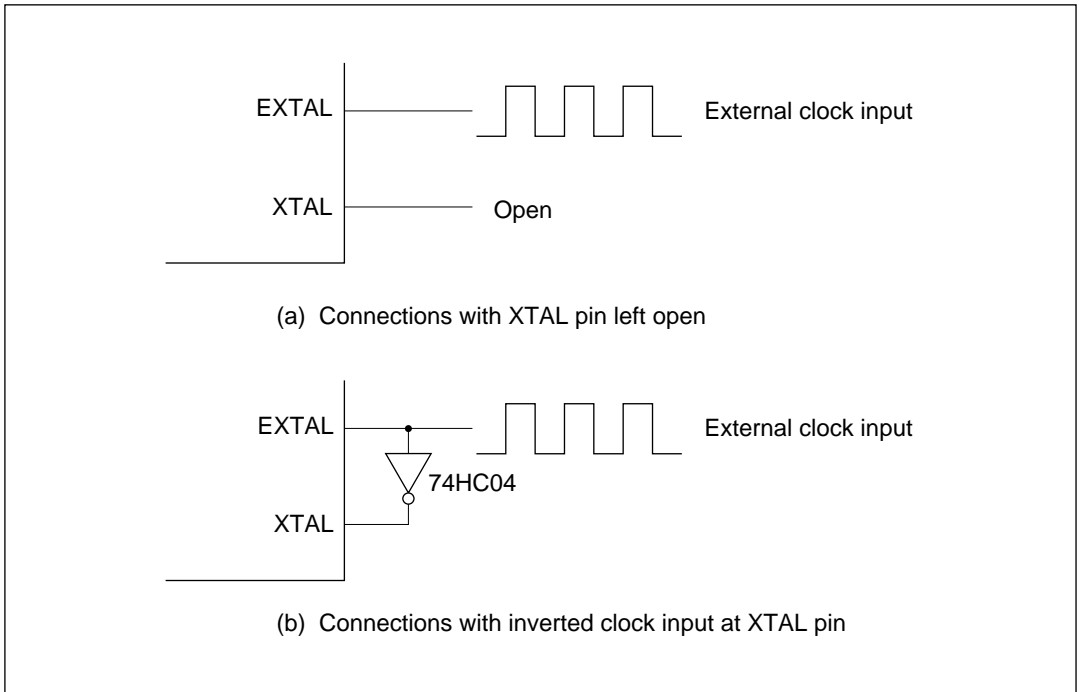 EXTAL
External clock input
XTAL
Open
(a) Connections with XTAL pin left open
EXTAL
External clock input
74HC04
XTAL
(b) Connections with inverted clock input at XTAL pin